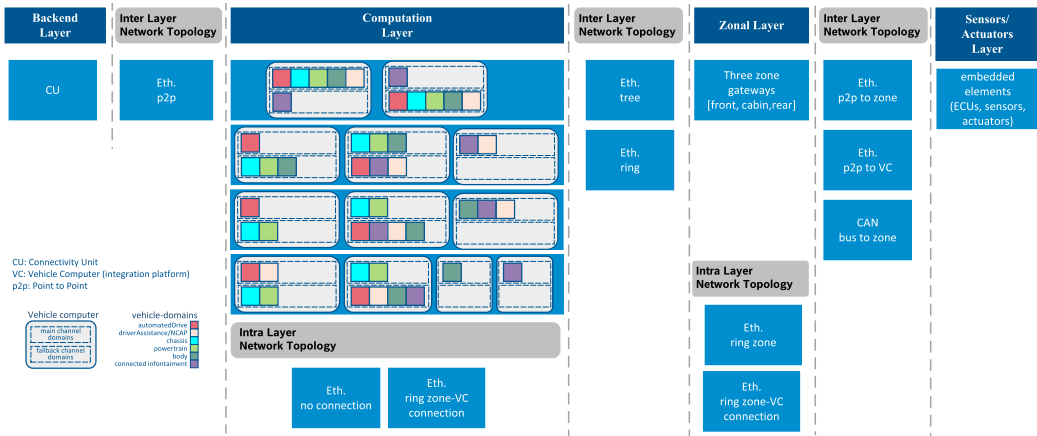 Backend
Layer
Inter Layer
Network Topology
Computation
Layer
Inter Layer
Network Topology
Zonal Layer
Inter Layer
Network Topology
Sensors/
Actuators
Layer
CU
Eth.
p2p
Eth.
tree
Three zone
gateways
[front, cabin,rear]
Eth.
p2p to zone
embedded
elements
(ECUs, sensors,
actuators)
Eth.
ring
Eth.
p2p to VC
CAN
bus to zone
CU: Connectivity Unit
VC: Vehicle Computer (integration platform)
p2p: Point to Point
Vehicle computer
main channel
domains
fallback channel
domains
vehicle-domains
automatedDrive
driverAssistance/NCAP
chassis
powertrain
body
connected infontaiment
Intra Layer
Network Topology
Eth.
no connection
Eth.
ring zone-VC
connection
Intra Layer
Network Topology
Eth.
ring zone
Eth.
ring zone-VC
connection